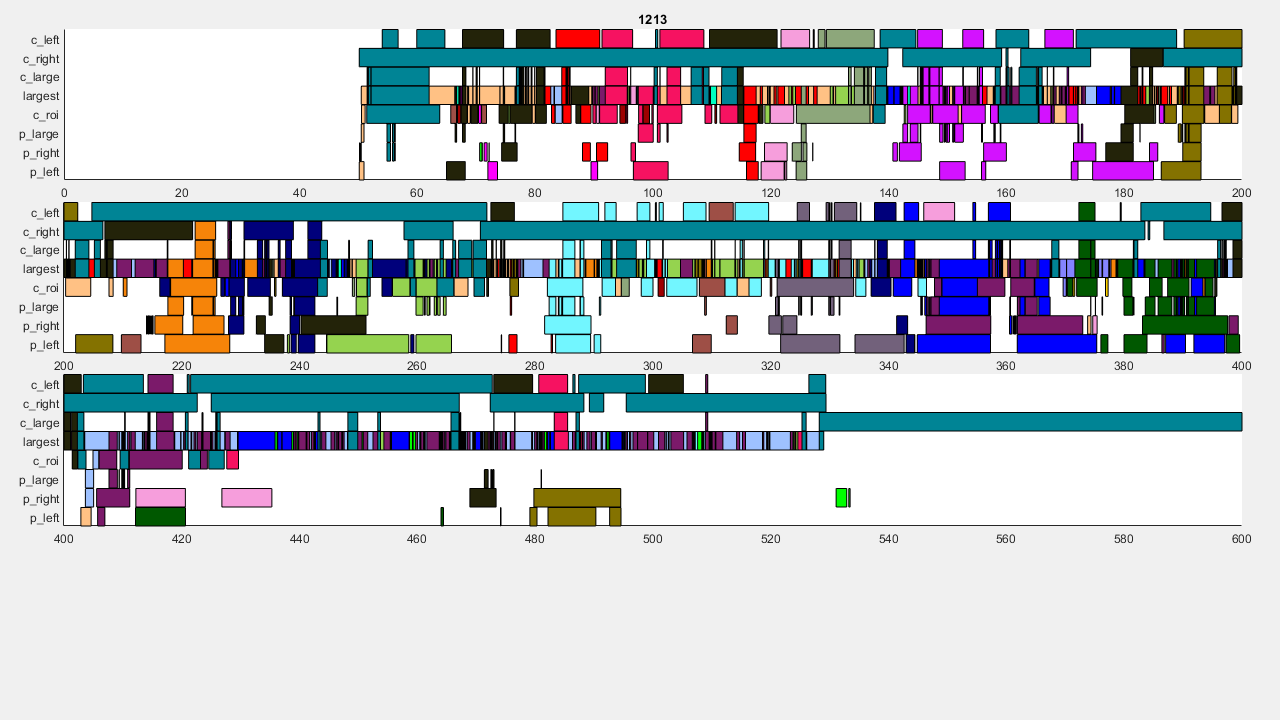 1213
c_left
c_right
c_large
largest
c_roi
p_large
p_right
p_left
0 20 40 60 80 100 120 140 160 180 200
c_left
c_right
c_large
largest
c_roi
p_large
p_right
p_left
200 220 240 260 280 300 320 340 360 380 400
c_left
c_right
c_large
largest
c_roi
p_large
p_right
p_left
400 420 440 460 480 500 520 540 560 580 600